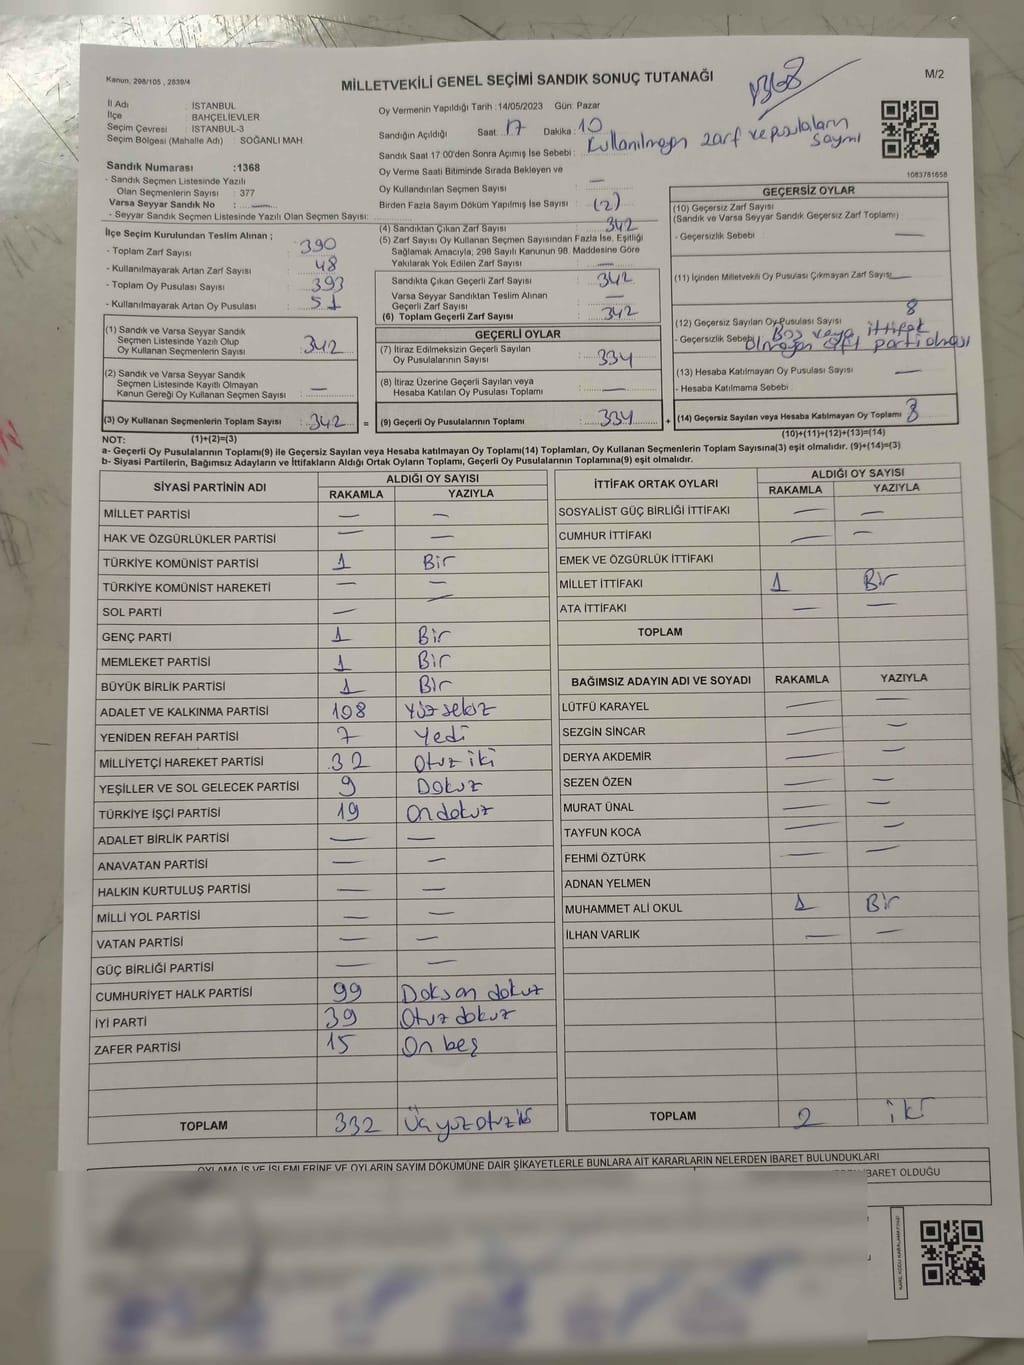 Kanun. 298/105 , 2839/4
MİLLETVEKİLİ GENEL SEÇİMİ SANDIK SONUÇ TUTANAĞI
1368
M/2
İl Adı : İSTANBUL
İlçe BAHÇELİEVLER
Seçim Çevresi : İSTANBUL-3
Seçim Bölgesi (Mahalle Adı) SOĞANLI MAH
Oy Vermenin Yapıldığı Tarih :14/05/2023 Gün: Pazar
Sandığın Açıldığı Saat: 17 Dakika: 10
Sandık Saat 17:00'den Sonra Açımış İse Sebebi : Kullanılmayan zarf ve pusulaların sayımı
Oy Verme Saati Bitiminde Sırada Bekleyen ve
Oy Kullandırılan Seçmen Sayısı —
Birden Fazla Sayım Döküm Yapılmış İse Sayısı (2)
1083781658
Sandık Numarası :1368
- Sandık Seçmen Listesinde Yazılı
Olan Seçmenlerin Sayısı : 377
Varsa Seyyar Sandık No : —
- Seyyar Sandık Seçmen Listesinde Yazılı Olan Seçmen Sayısı:
İlçe Seçim Kurulundan Teslim Alınan ;
- Toplam Zarf Sayısı : 390
- Kullanılmayarak Artan Zarf Sayısı : 48
- Toplam Oy Pusulası Sayısı : 393
- Kullanılmayarak Artan Oy Pusulası : 51
(1) Sandık ve Varsa Seyyar Sandık
Seçmen Listesinde Yazılı Olup
Oy Kullanan Seçmenlerin Sayısı : 342
(2) Sandık ve Varsa Seyyar Sandık
Seçmen Listesinde Kayıtlı Olmayan
Kanun Gereği Oy Kullanan Seçmen Sayısı : —
(3) Oy Kullanan Seçmenlerin Toplam Sayısı : 342 =
(4) Sandıktan Çıkan Zarf Sayısı : 342
(5) Zarf Sayısı Oy Kullanan Seçmen Sayısından Fazla İse, Eşitliği
Sağlamak Amacıyla; 298 Sayılı Kanunun 98. Maddesine Göre
Yakılarak Yok Edilen Zarf Sayısı : —
Sandıkta Çıkan Geçerli Zarf Sayısı : 342
Varsa Seyyar Sandıktan Teslim Alınan
Geçerli Zarf Sayısı : —
(6) Toplam Geçerli Zarf Sayısı : 342
GEÇERLİ OYLAR
(7) İtiraz Edilmeksizin Geçerli Sayılan
Oy Pusulalarının Sayısı : 334
(8) İtiraz Üzerine Geçerli Sayılan veya
Hesaba Katılan Oy Pusulası Toplamı : —
(9) Geçerli Oy Pusulalarının Toplamı : 334 +
GEÇERSİZ OYLAR
(10) Geçersiz Zarf Sayısı
(Sandık ve Varsa Seyyar Sandık Geçersiz Zarf Toplamı)
- Geçersizlik Sebebi : —
(11) İçinden Milletvekili Oy Pusulası Çıkmayan Zarf Sayısı —
(12) Geçersiz Sayılan Oy Pusulası Sayısı 8
- Geçersizlik Sebebi Boş veya ittifak
olmayan çift parti olması
(13) Hesaba Katılmayan Oy Pusulası Sayısı : —
- Hesaba Katılmama Sebebi :
(14) Geçersiz Sayılan veya Hesaba Katılmayan Oy Toplamı : 8
NOT: (1)+(2)=(3) (10)+(11)+(12)+(13)=(14)
a- Geçerli Oy Pusulalarının Toplamı(9) ile Geçersiz Sayılan veya Hesaba katılmayan Oy Toplamı(14) Toplamları, Oy Kullanan Seçmenlerin Toplam Sayısına(3) eşit olmalıdır. (9)+(14)=(3)
b- Siyasi Partilerin, Bağımsız Adayların ve İttifakların Aldığı Ortak Oyların Toplamı, Geçerli Oy Pusulalarının Toplamına(9) eşit olmalıdır.
SİYASİ PARTİNİN ADI ALDIĞI OY SAYISI
RAKAMLA YAZIYLA
MİLLET PARTİSİ — —
HAK VE ÖZGÜRLÜKLER PARTİSİ — —
TÜRKİYE KOMÜNİST PARTİSİ 1 Bir
TÜRKİYE KOMÜNİST HAREKETİ — —
SOL PARTİ — —
GENÇ PARTİ 1 Bir
MEMLEKET PARTİSİ 1 Bir
BÜYÜK BİRLİK PARTİSİ 1 Bir
ADALET VE KALKINMA PARTİSİ 108 Yüz sekiz
YENİDEN REFAH PARTİSİ 7 Yedi
MİLLİYETÇİ HAREKET PARTİSİ 32 Otuz iki
YEŞİLLER VE SOL GELECEK PARTİSİ 9 Dokuz
TÜRKİYE İŞÇİ PARTİSİ 19 On dokuz
ADALET BİRLİK PARTİSİ — —
ANAVATAN PARTİSİ — —
HALKIN KURTULUŞ PARTİSİ — —
MİLLİ YOL PARTİSİ — —
VATAN PARTİSİ — —
GÜÇ BİRLİĞİ PARTİSİ — —
CUMHURİYET HALK PARTİSİ 99 Doksan dokuz
İYİ PARTİ 39 Otuz dokuz
ZAFER PARTİSİ 15 On beş
TOPLAM 332 Üç yüz otuz iki
İTTİFAK ORTAK OYLARI ALDIĞI OY SAYISI
RAKAMLA YAZIYLA
SOSYALİST GÜÇ BİRLİĞİ İTTİFAKI — —
CUMHUR İTTİFAKI — —
EMEK VE ÖZGÜRLÜK İTTİFAKI
MİLLET İTTİFAKI 1 Bir
ATA İTTİFAKI — —
TOPLAM
BAĞIMSIZ ADAYIN ADI VE SOYADI RAKAMLA YAZIYLA
LÜTFÜ KARAYEL — —
SEZGİN SİNCAR — —
DERYA AKDEMİR — —
SEZEN ÖZEN — —
MURAT ÜNAL — —
TAYFUN KOCA — —
FEHMİ ÖZTÜRK — —
ADNAN YELMEN
MUHAMMET ALİ OKUL 1 Bir
İLHAN VARLIK — —
TOPLAM 2 iki
OYLAMA İŞ VE İŞLEMLERİNE VE OYLARIN SAYIM DÖKÜMÜNE DAİR ŞİKAYETLERLE BUNLARA AİT KARARLARIN NELERDEN İBARET BULUNDUKLARI
İBARET OLDUĞU